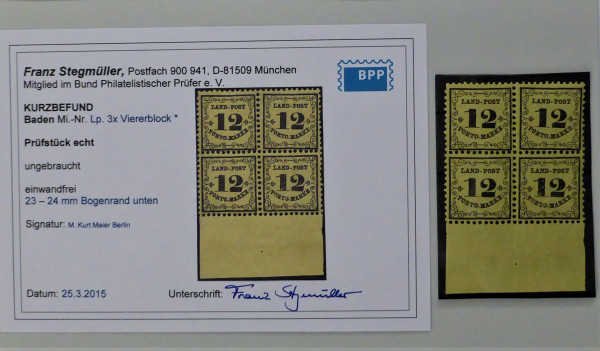 Franz Stegmüller, Postfach 900 941, D-81509 München
Mitglied im Bund Philatelistischer Prüfer e. V.
BPP
KURZBEFUND
Baden Mi.-Nr. Lp. 3x Viererblock *
Prüfstück echt
ungebraucht
einwandfrei
23 – 24 mm Bogenrand unten
Signatur: M. Kurt Maier Berlin
Datum: 25.3.2015
Unterschrift: Franz Stegmüller
LAND-POST LAND-POST
12 12
PORTO-MARKE PORTO-MARKE
LAND-POST LAND-POST
12 12
PORTO-MARKE PORTO-MARKE
LAND-POST LAND-POST
12 12
PORTO-MARKE PORTO-MARKE
LAND-POST LAND-POST
12 12
PORTO-MARKE PORTO-MARKE